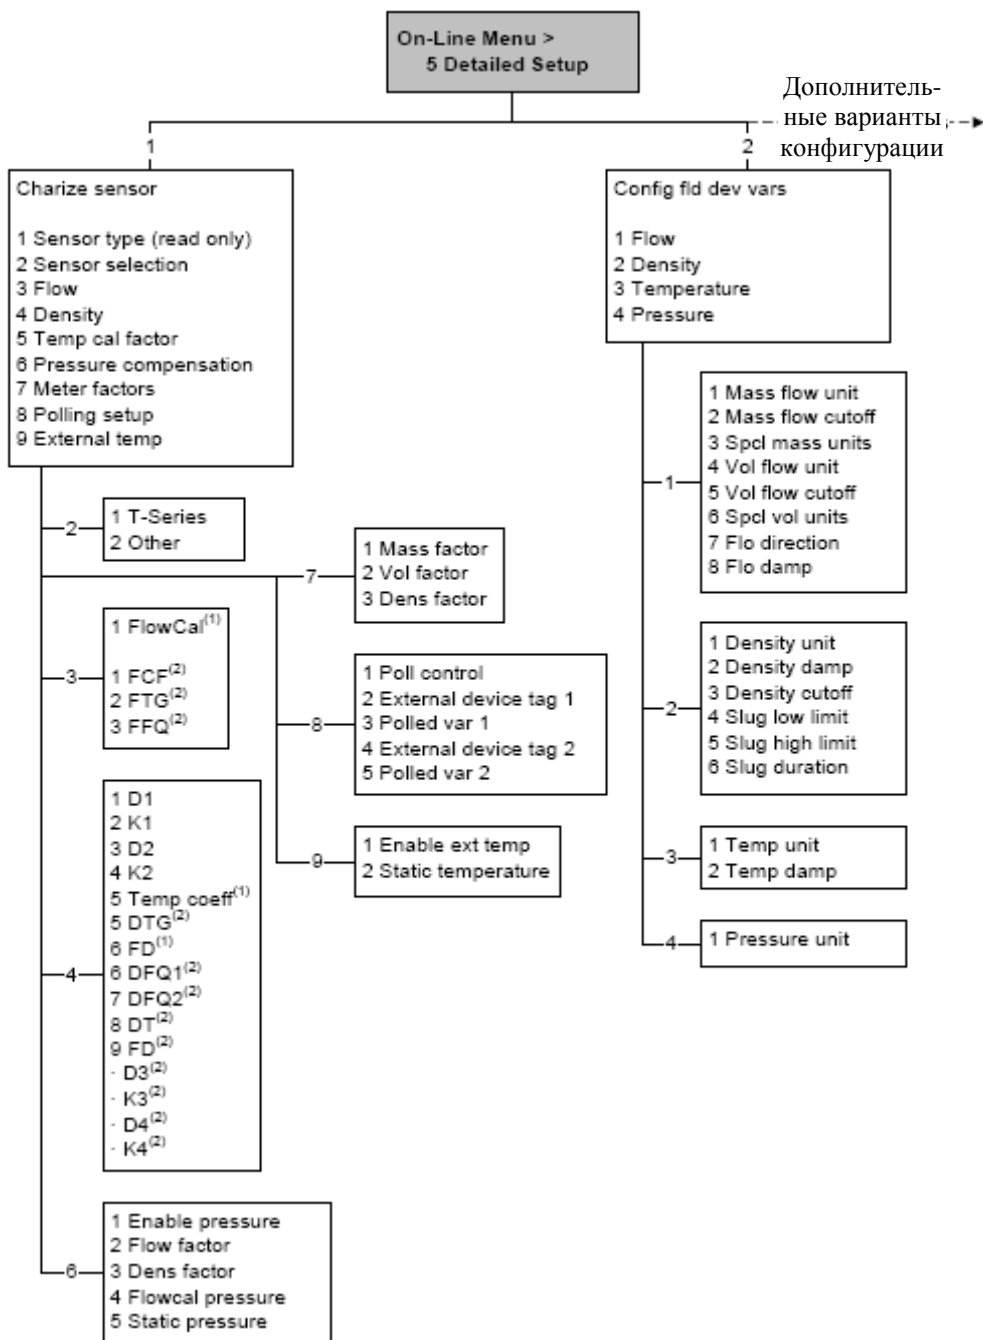 On-Line Menu >
5 Detailed Setup
Дополнитель-
ные варианты
конфигурации
1
2
Charize sensor
1 Sensor type (read only)
2 Sensor selection
3 Flow
4 Density
5 Temp cal factor
6 Pressure compensation
7 Meter factors
8 Polling setup
9 External temp
2
1 T-Series
2 Other
3
1 FlowCal(1)
1 FCF(2)
2 FTG(2)
3 FFQ(2)
4
1 D1
2 K1
3 D2
4 K2
5 Temp coeff(1)
5 DTG(2)
6 FD(1)
6 DFQ1(2)
7 DFQ2(2)
8 DT(2)
9 FD(2)
· D3(2)
· K3(2)
· D4(2)
· K4(2)
6
1 Enable pressure
2 Flow factor
3 Dens factor
4 Flowcal pressure
5 Static pressure
7
1 Mass factor
2 Vol factor
3 Dens factor
8
1 Poll control
2 External device tag 1
3 Polled var 1
4 External device tag 2
5 Polled var 2
9
1 Enable ext temp
2 Static temperature
Config fld dev vars
1 Flow
2 Density
3 Temperature
4 Pressure
1
1 Mass flow unit
2 Mass flow cutoff
3 Spcl mass units
4 Vol flow unit
5 Vol flow cutoff
6 Spcl vol units
7 Flo direction
8 Flo damp
2
1 Density unit
2 Density damp
3 Density cutoff
4 Slug low limit
5 Slug high limit
6 Slug duration
3
1 Temp unit
2 Temp damp
4
1 Pressure unit